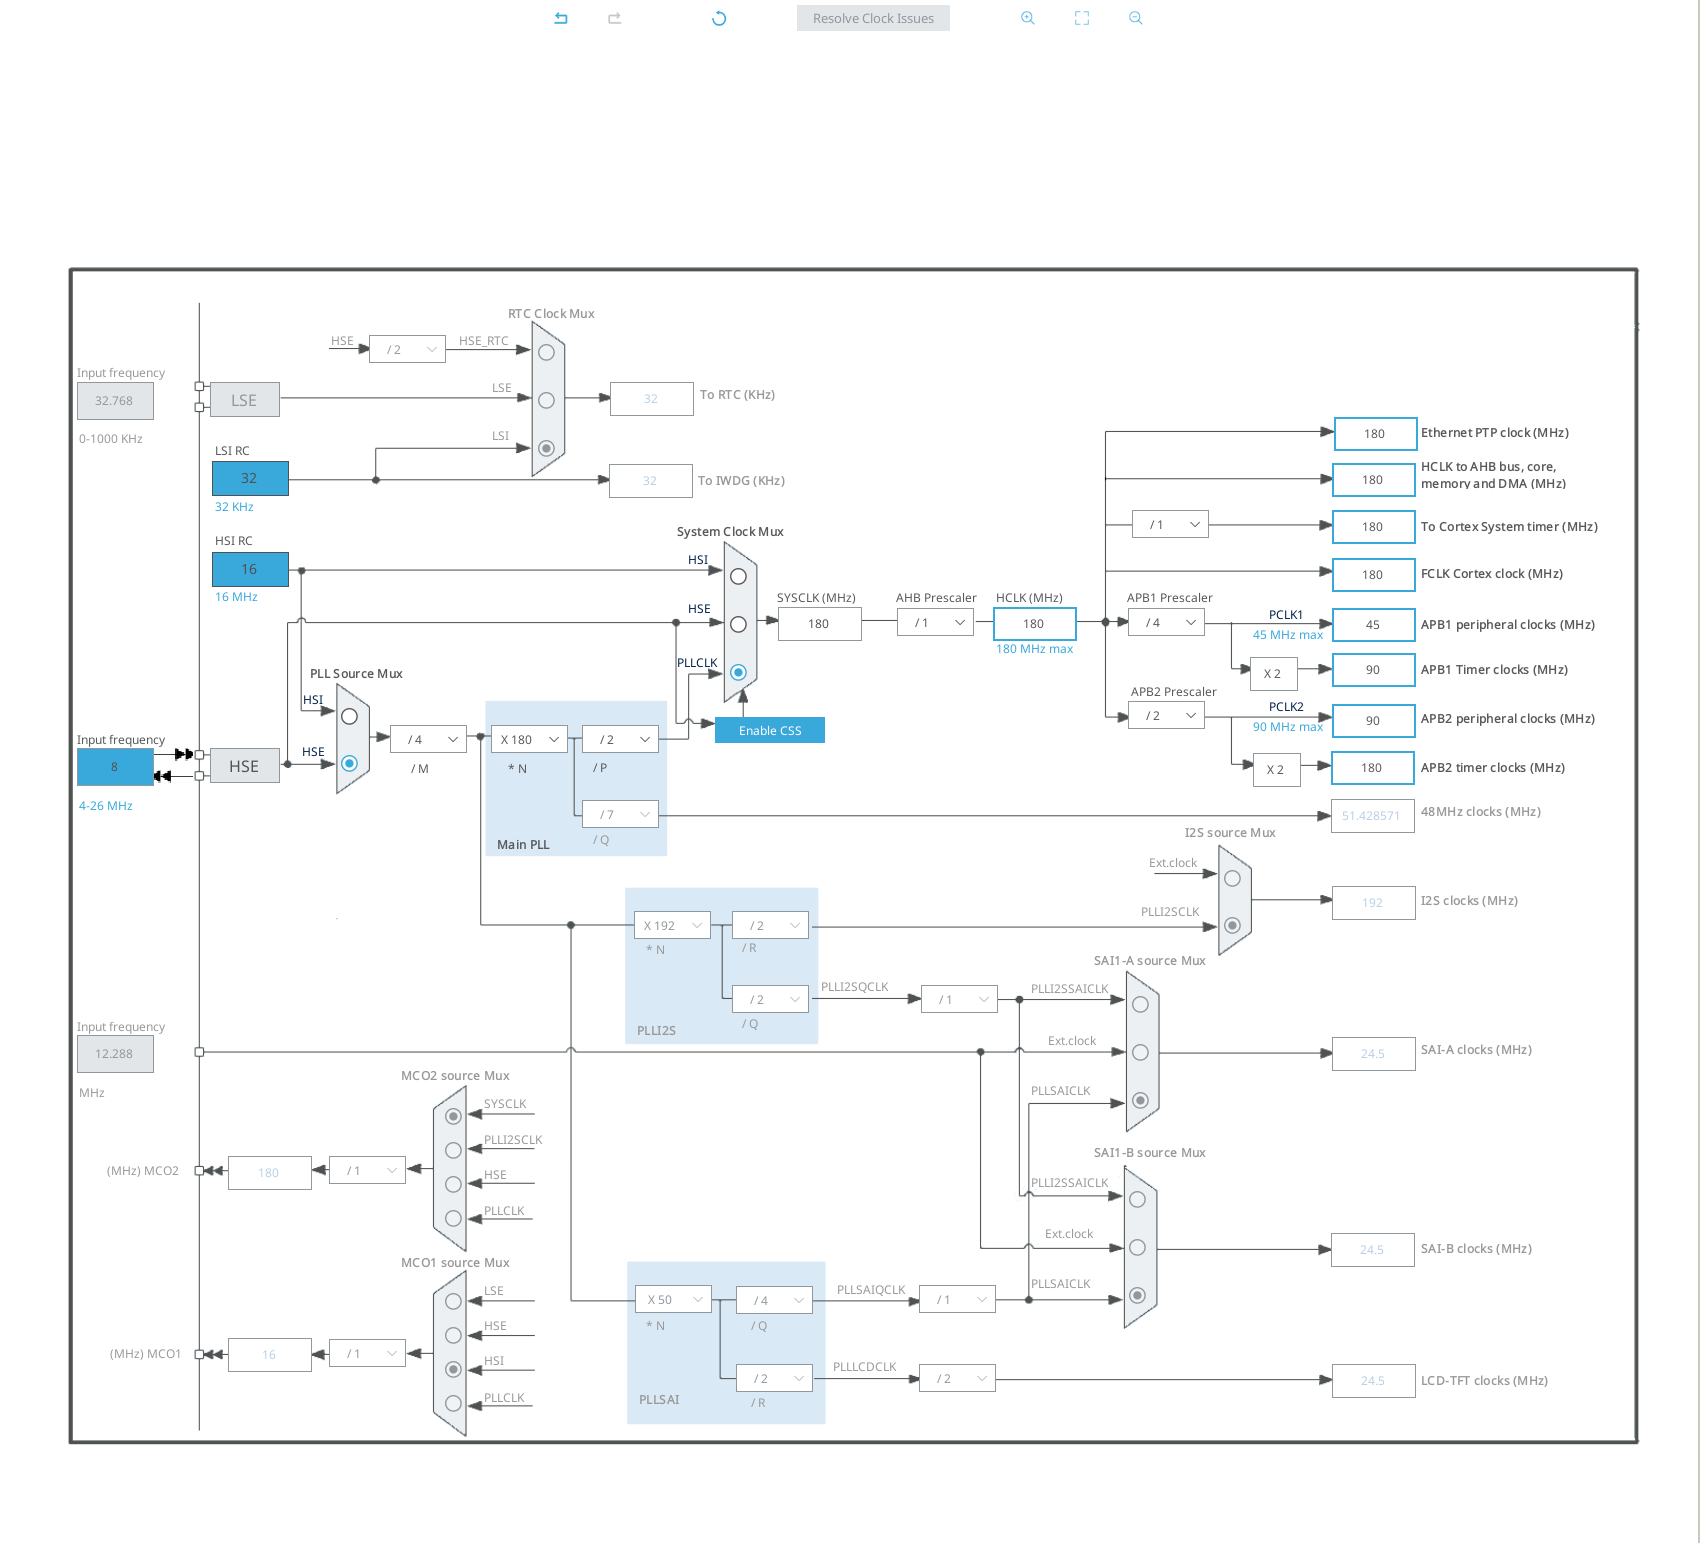 Resolve Clock Issues
RTC Clock Mux
HSE
/ 2
HSE_RTC
Input frequency
32.768
0-1000 KHz
LSE
LSE
32
To RTC (KHz)
LSI
LSI RC
32
32 KHz
32
To IWDG (KHz)
HSI RC
16
16 MHz
System Clock Mux
HSI
HSE
PLLCLK
SYSCLK (MHz)
180
AHB Prescaler
/ 1
HCLK (MHz)
180
180 MHz max
180
Ethernet PTP clock (MHz)
180
HCLK to AHB bus, core,
memory and DMA (MHz)
/ 1
180
To Cortex System timer (MHz)
180
FCLK Cortex clock (MHz)
APB1 Prescaler
/ 4
PCLK1
45 MHz max
45
APB1 peripheral clocks (MHz)
X 2
90
APB1 Timer clocks (MHz)
APB2 Prescaler
/ 2
PCLK2
90 MHz max
90
APB2 peripheral clocks (MHz)
X 2
180
APB2 timer clocks (MHz)
PLL Source Mux
HSI
HSE
Input frequency
8
4-26 MHz
HSE
/ 4
/ M
X 180
* N
/ 2
/ P
/ 7
/ Q
Main PLL
Enable CSS
51.428571
48MHz clocks (MHz)
I2S source Mux
Ext.clock
PLLI2SCLK
192
I2S clocks (MHz)
X 192
* N
/ 2
/ R
/ 2
/ Q
PLLI2S
PLLI2SQCLK
/ 1
SAI1-A source Mux
PLLI2SSAICLK
Ext.clock
PLLSAICLK
24.5
SAI-A clocks (MHz)
Input frequency
12.288
MHz
MCO2 source Mux
SYSCLK
PLLI2SCLK
HSE
PLLCLK
(MHz) MCO2
180
/ 1
SAI1-B source Mux
PLLI2SSAICLK
Ext.clock
PLLSAICLK
24.5
SAI-B clocks (MHz)
MCO1 source Mux
LSE
HSE
HSI
PLLCLK
(MHz) MCO1
16
/ 1
X 50
* N
/ 4
/ Q
/ 2
/ R
PLLSAI
PLLSAIQCLK
/ 1
PLLLCDCLK
/ 2
24.5
LCD-TFT clocks (MHz)